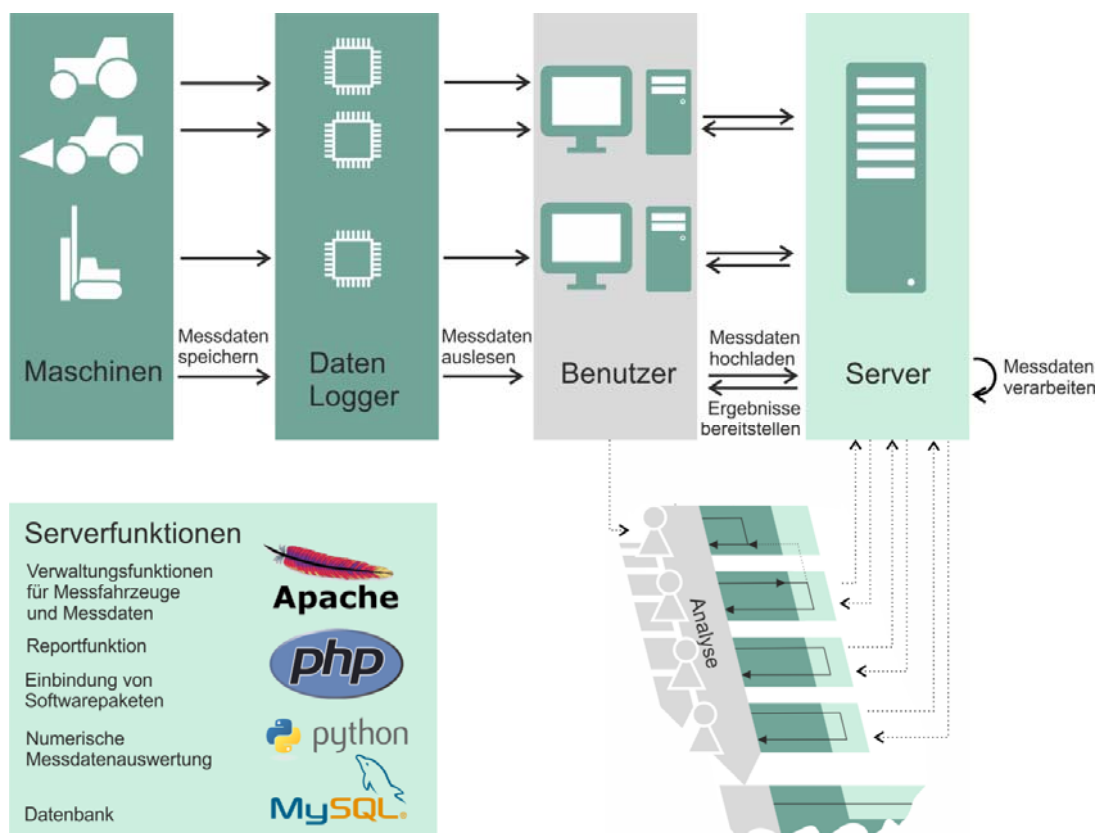 Messdaten
speichern
Messdaten
auslesen
Messdaten
hochladen
Maschinen
Daten
Logger
Benutzer
Server
Messdaten
verarbeiten
Ergebnisse
bereitstellen
Serverfunktionen
Verwaltungsfunktionen
für Messfahrzeuge
und Messdaten
Apache
Reportfunktion
php
Einbindung von
Softwarepaketen
Numerische
Messdatenauswertung
python
Datenbank
MySQL®
Analyse